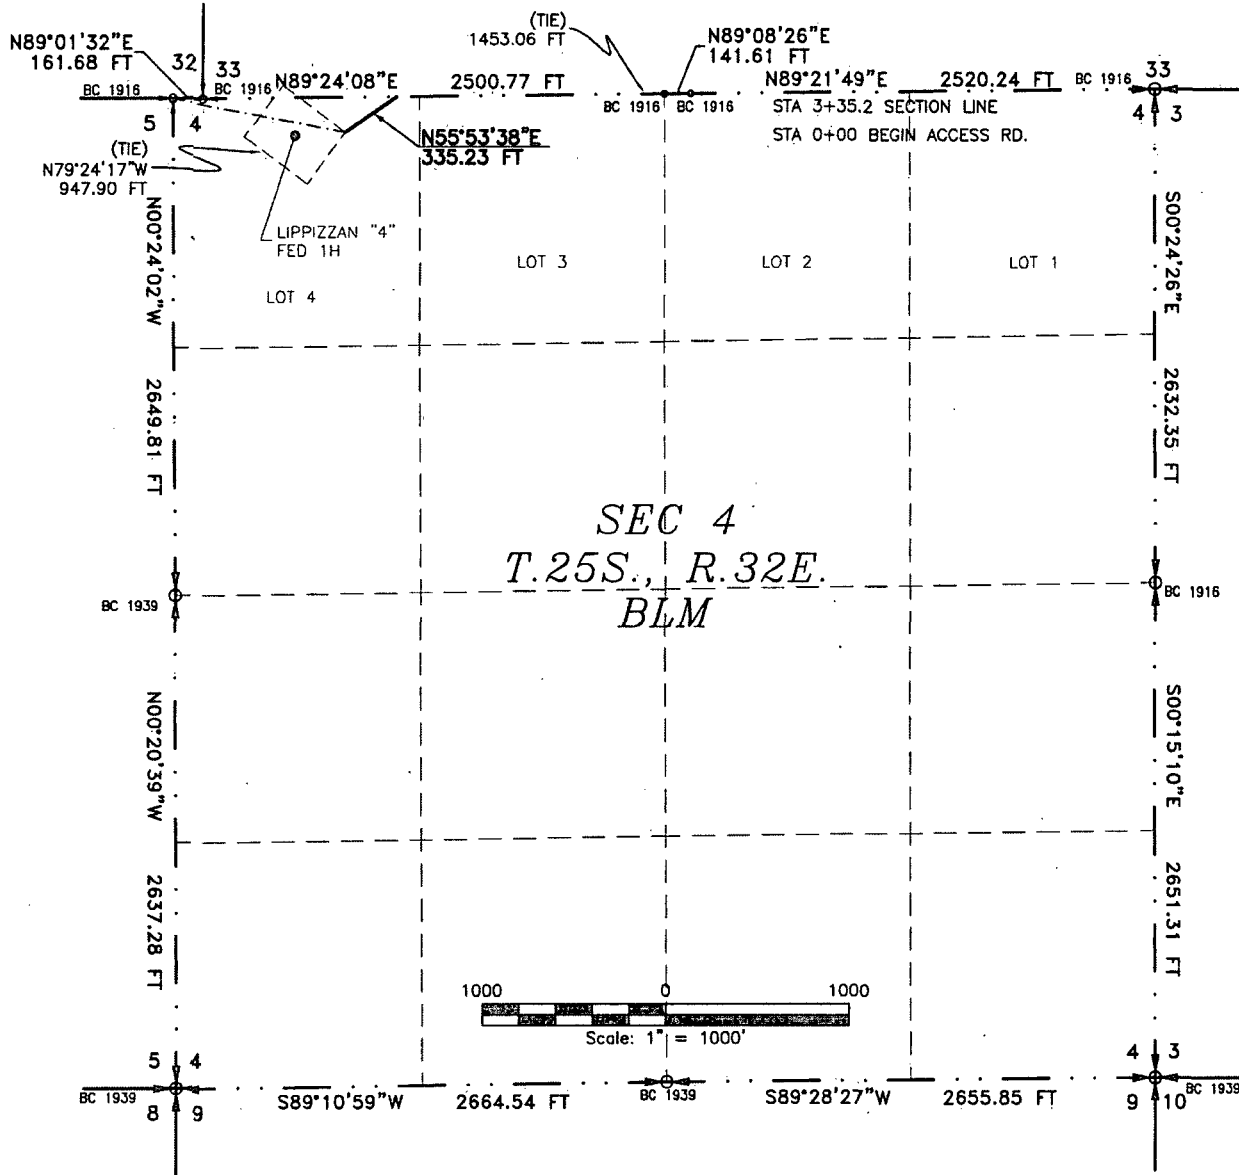 (TIE)
1453.06 FT
N89°08'26"E
141.61 FT
N89°01'32"E
161.68 FT
32
33
BC 1916
BC 1916
N89°24'08"E
2500.77 FT
N89°21'49"E
2520.24 FT
BC 1916
33
BC 1916
BC 1916
STA 3+35.2 SECTION LINE
STA 0+00 BEGIN ACCESS RD.
5
4
4
3
(TIE)
N79°24'17"W
947.90 FT
N55°53'38"E
335.23 FT
LIPPIZZAN "4"
FED 1H
LOT 4
LOT 3
LOT 2
LOT 1
N00°24'02"W
2649.81 FT
S00°24'26"E
2632.35 FT
SEC 4
T.25S., R.32E.
BLM
BC 1939
BC 1916
N00°20'39"W
2637.28 FT
S00°15'10"E
2651.31 FT
1000
0
1000
Scale: 1" = 1000'
5
4
4
3
BC 1939
8
9
S89°10'59"W
2664.54 FT
BC 1939
S89°28'27"W
2655.85 FT
9
10
BC 1939